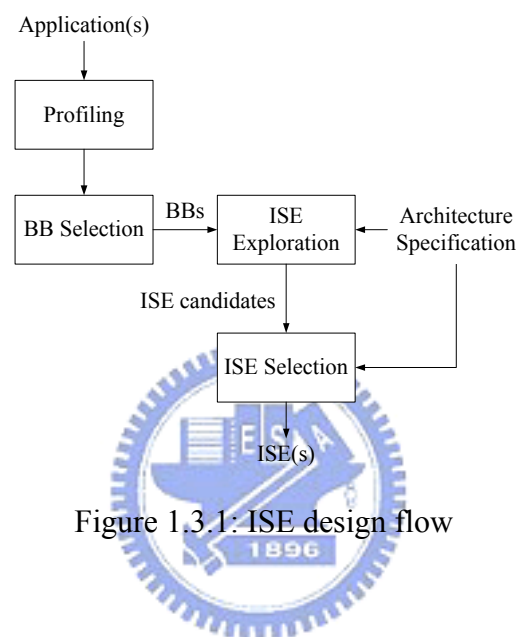 Application(s)
Profiling
BB Selection
BBs
ISE
Exploration
Architecture
Specification
ISE candidates
ISE Selection
E S A
ISE(s)
Figure 1.3.1: ISE design flow
1896